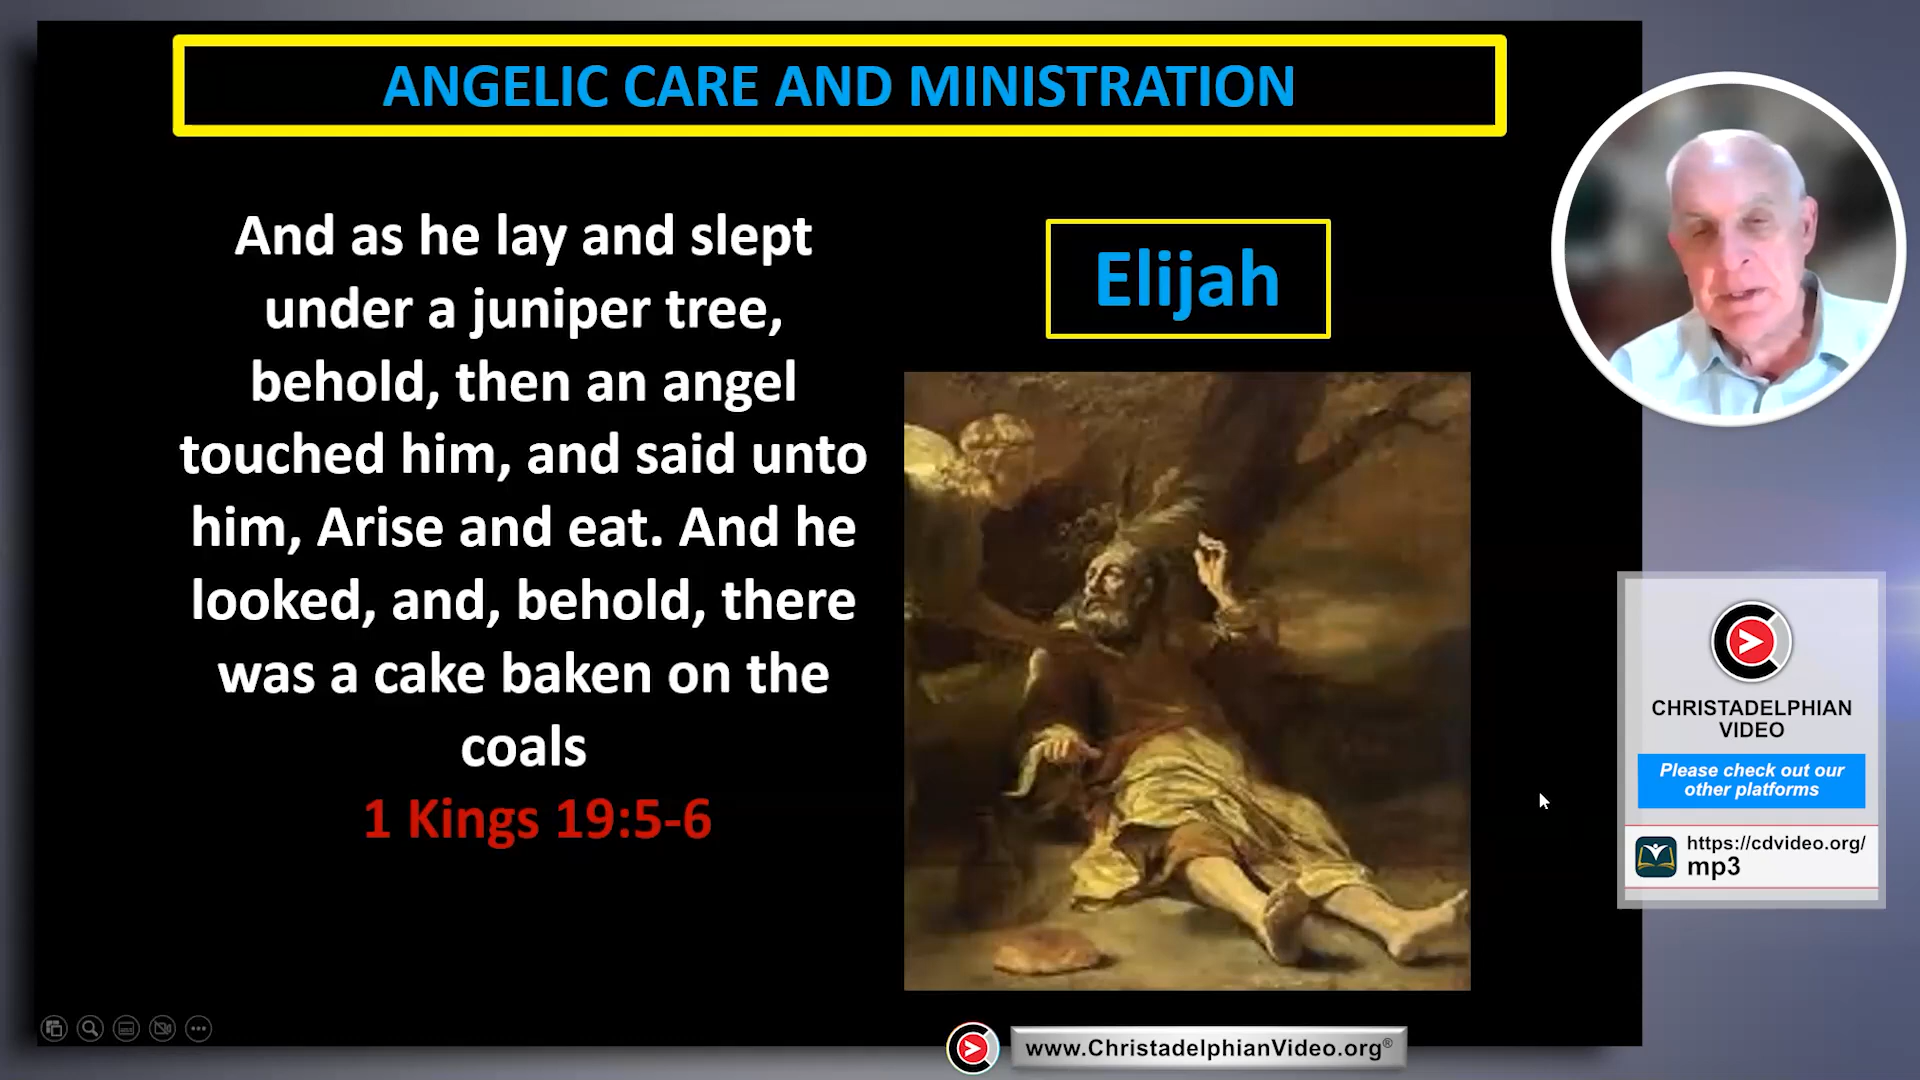 ANGELIC CARE AND MINISTRATION
And as he lay and slept
under a juniper tree,
behold, then an angel
touched him, and said unto
him, Arise and eat. And he
looked, and, behold, there
was a cake baken on the
coals
1 Kings 19:5-6
Elijah
CHRISTADELPHIAN
VIDEO
Please check out our
other platforms
https://cdvideo.org/
mp3
www.ChristadelphianVideo.org®